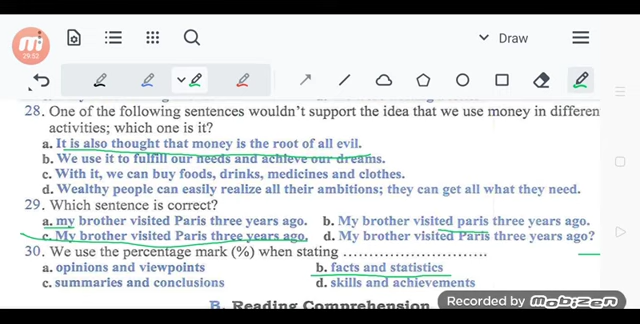 29:52
Draw
28. One of the following sentences wouldn't support the idea that we use money in differen
activities; which one is it?
a. It is also thought that money is the root of all evil.
b. We use it to fulfill our needs and achieve our dreams.
c. With it, we can buy foods, drinks, medicines and clothes.
d. Wealthy people can easily realize all their ambitions; they can get all what they need.
29. Which sentence is correct?
a. my brother visited Paris three years ago. b. My brother visited paris three years ago.
c. My brother visited Paris three years ago. d. My brother visited Paris three years ago?
30. We use the percentage mark (%) when stating ............................
a. opinions and viewpoints b. facts and statistics
c. summaries and conclusions d. skills and achievements
B. Reading Comprehension
Recorded by Mobizen